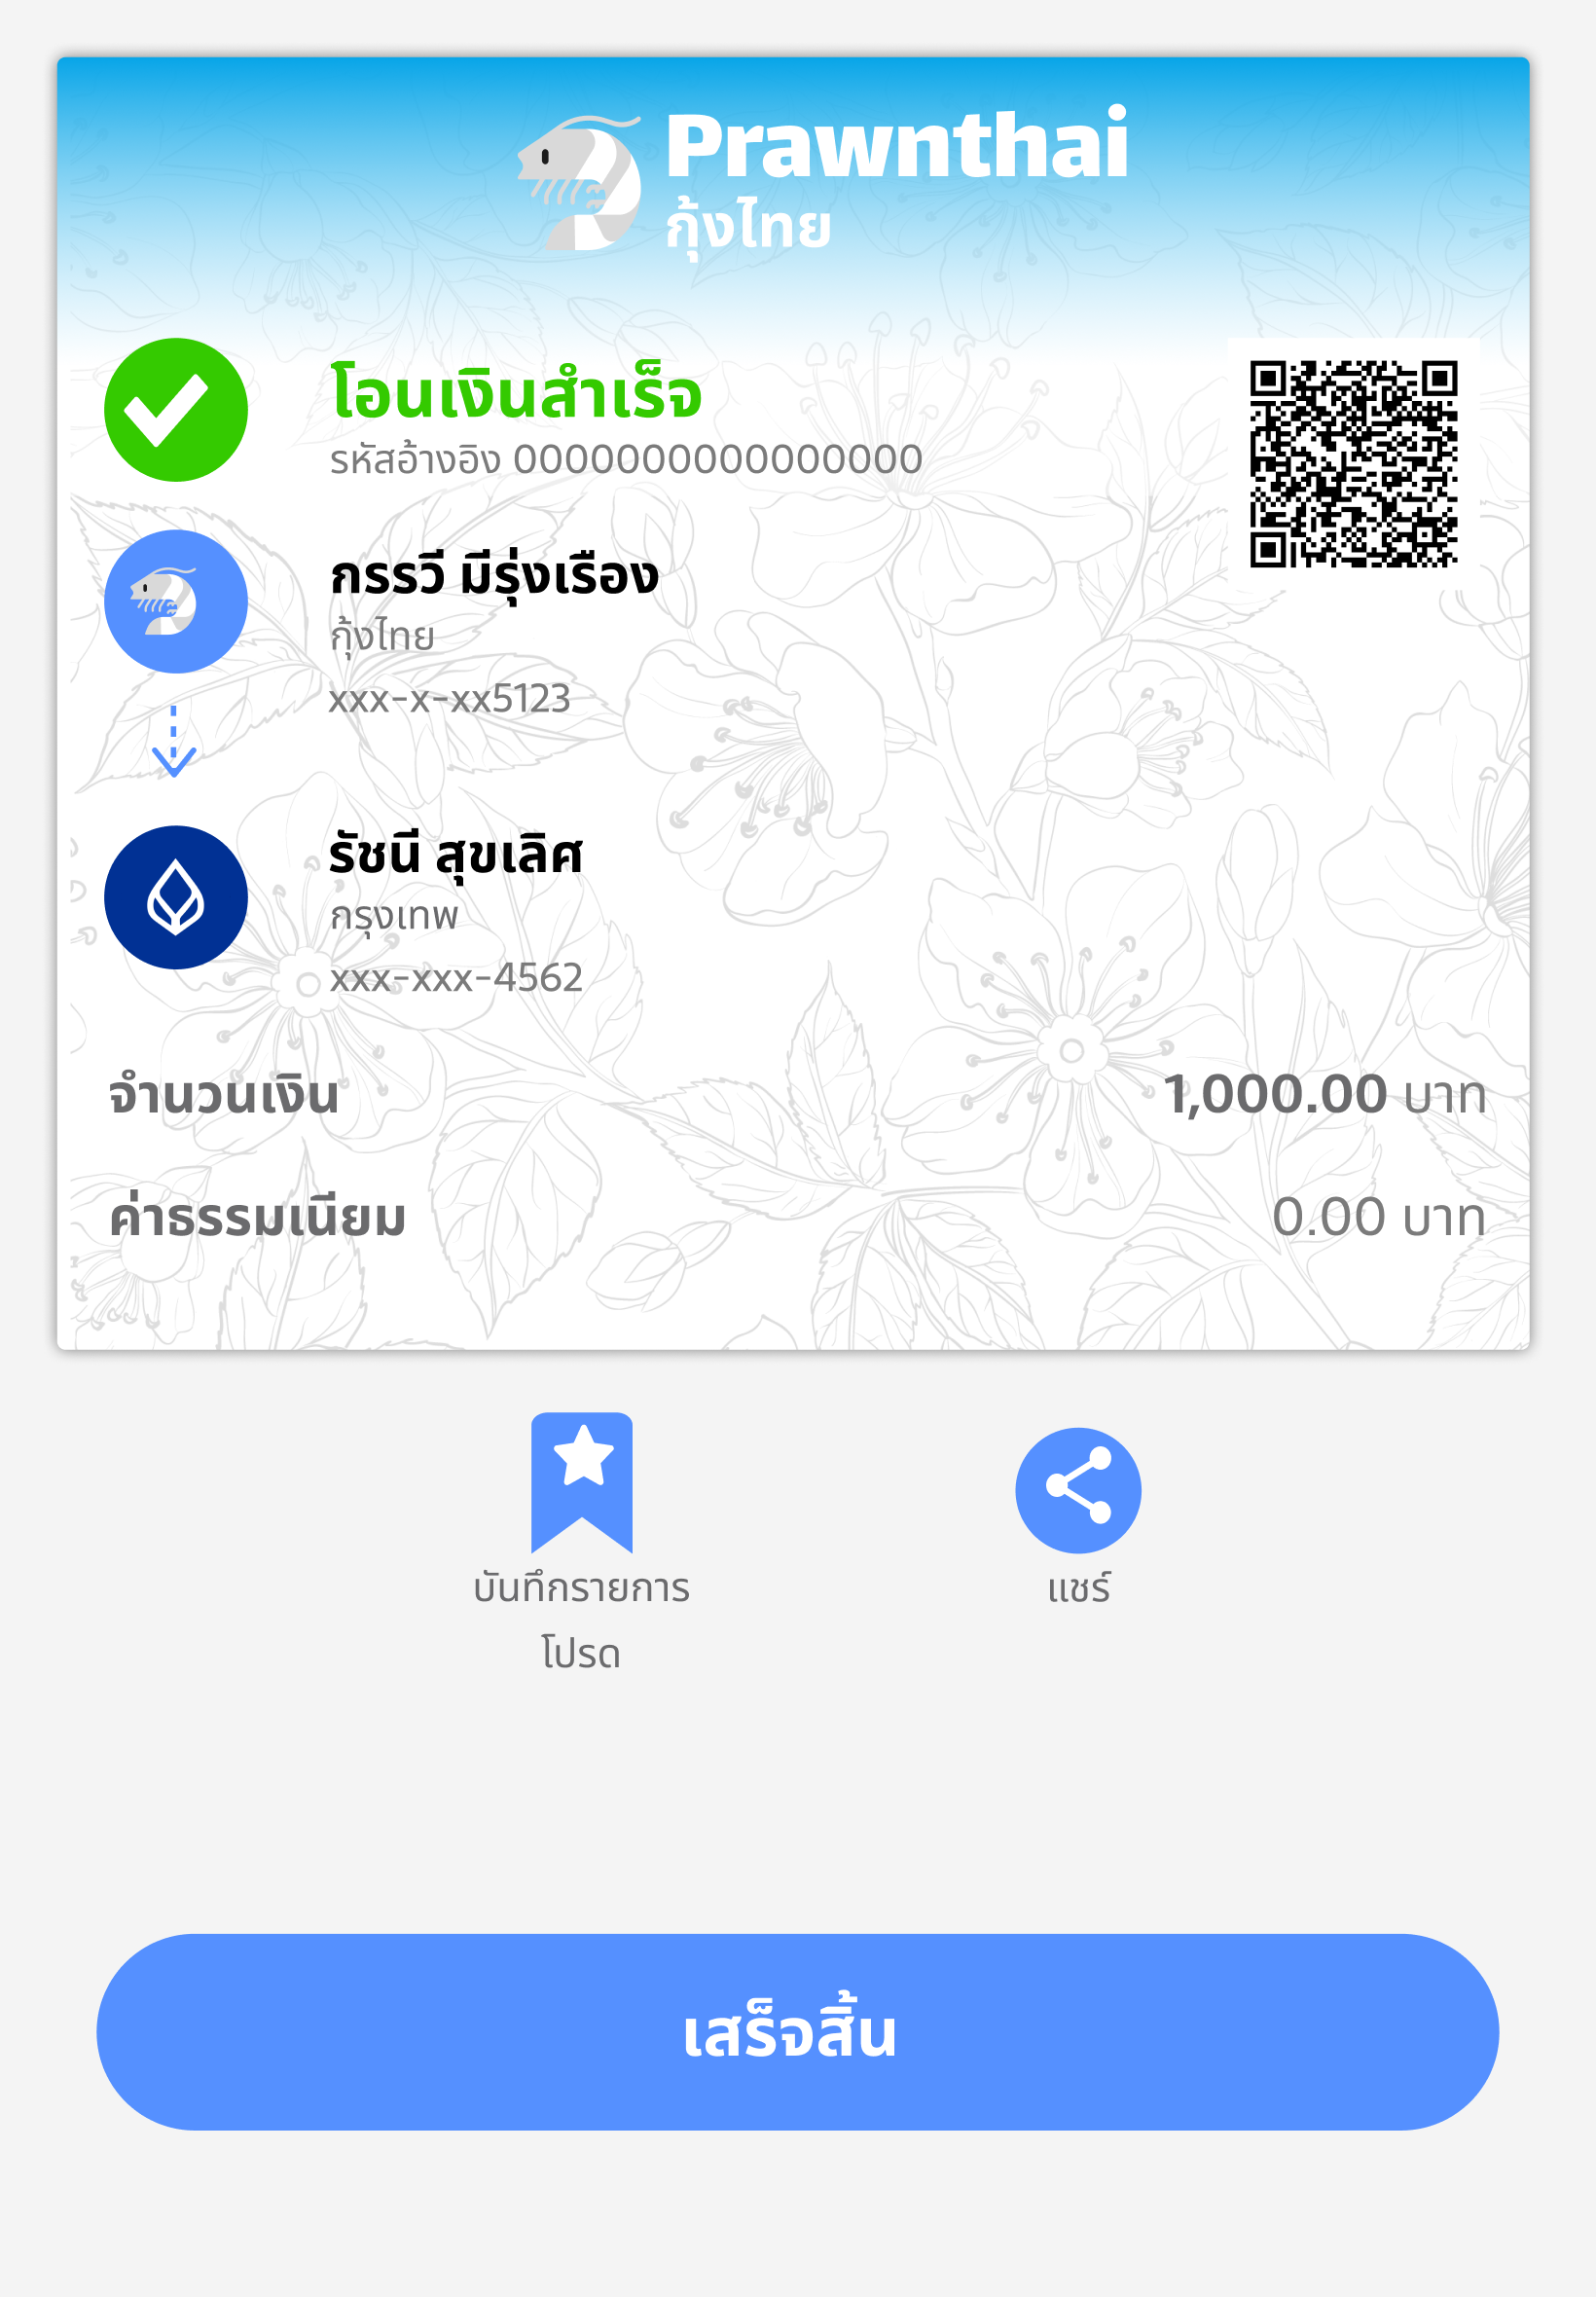 Prawnthai
กุ้งไทย
โอนเงินสำเร็จ
รหัสอ้างอิง 0000000000000000
กรรวี มีรุ่งเรือง
กุ้งไทย
xxx-x-xx5123
รัชนี สุขเลิศ
กรุงเทพ
xxx-xxx-4562
จำนวนเงิน 1,000.00 บาท
ค่าธรรมเนียม 0.00 บาท
บันทึกรายการ
โปรด
แชร์
เสร็จสิ้น